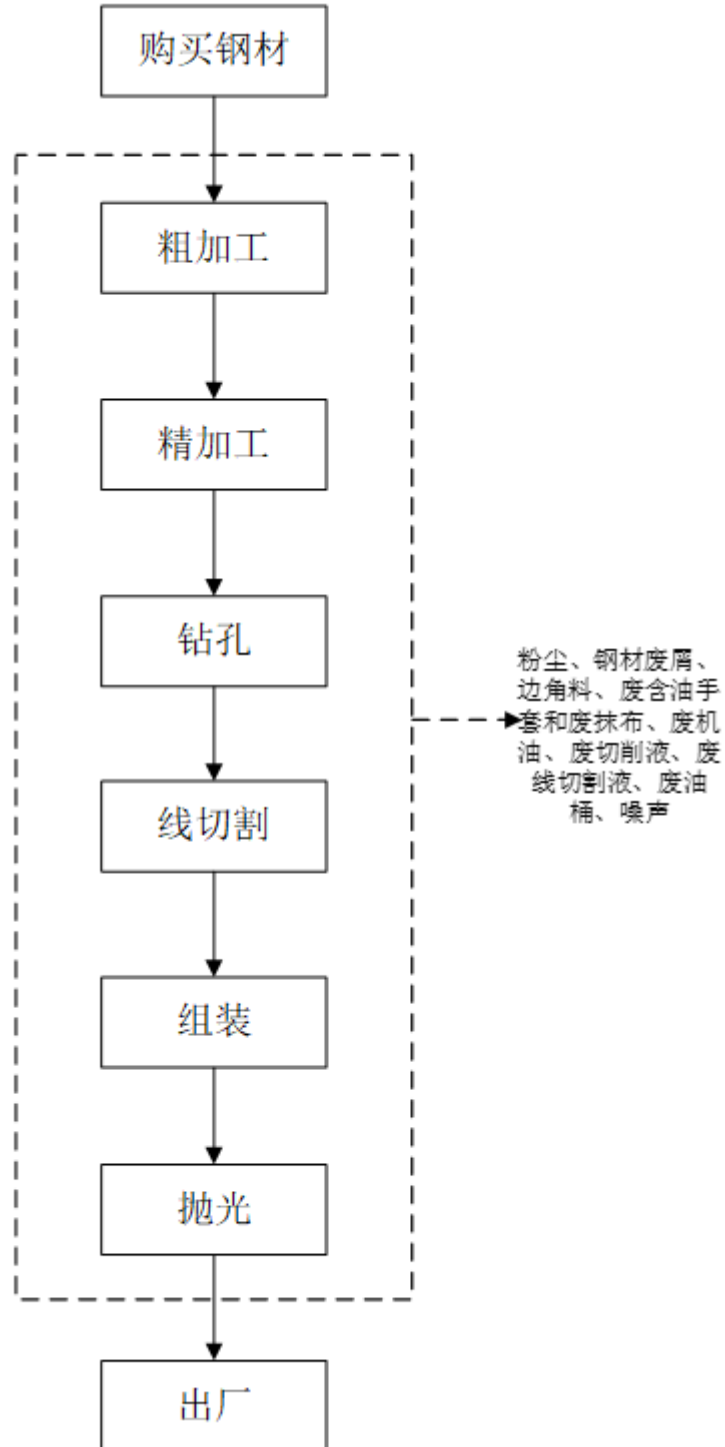 购买钢材
粗加工
精加工
钻孔
线切割
组装
抛光
出厂
粉尘、钢材废屑、
边角料、废含油手
套和废抹布、废机
油、废切削液、废
线切割液、废油
桶、噪声